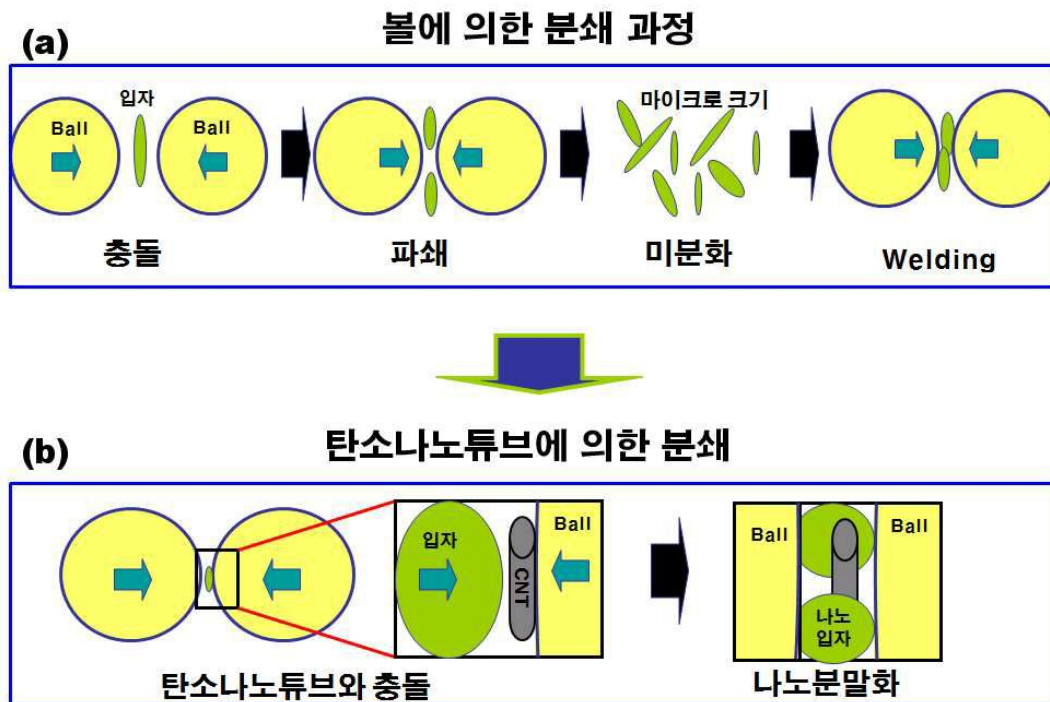 (a)
볼에 의한 분쇄 과정
입자
Ball
Ball
마이크로 크기
충돌
파쇄
미분화
Welding
(b)
탄소나노튜브에 의한 분쇄
입자
CNT
Ball
Ball
Ball
나노
입자
탄소나노튜브와 충돌
나노분말화